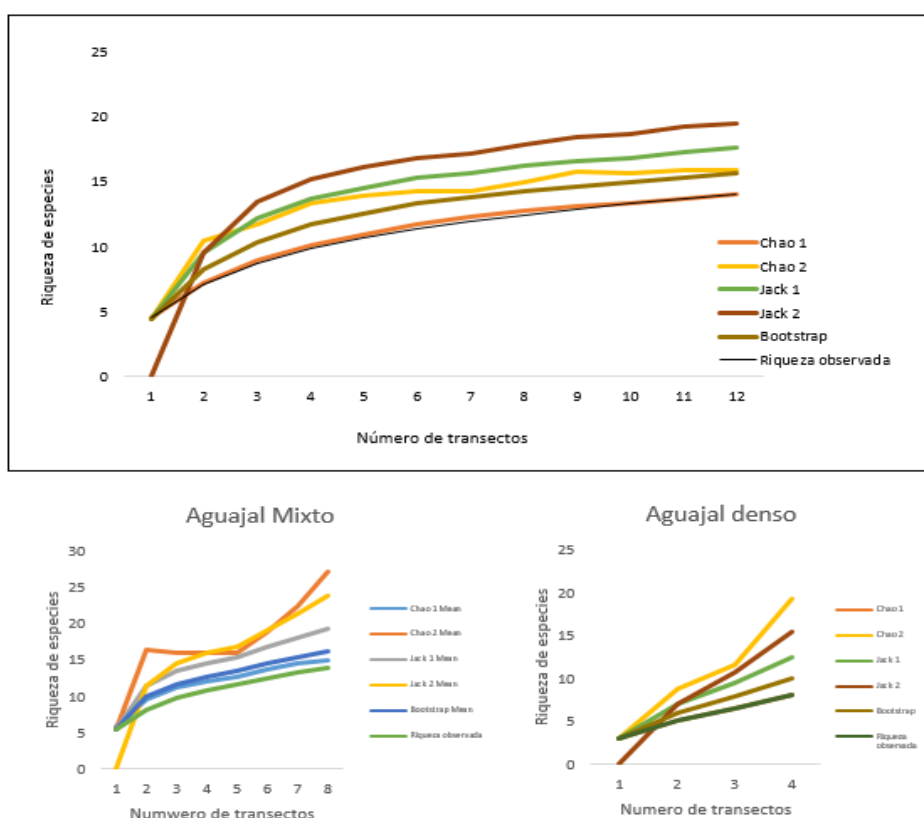 25
20
15
10
5
0
Riqueza de especies
1 2 3 4 5 6 7 8 9 10 11 12
Número de transectos
Chao 1
Chao 2
Jack 1
Jack 2
Bootstrap
Riqueza observada
Aguajal Mixto
30
25
20
15
10
5
0
Riqueza de especies
1 2 3 4 5 6 7 8
Numwero de transectos
Chao 1 Mean
Chao 2 Mean
Jack 1 Mean
Jack 2 Mean
Bootstrap Mean
Riqueza observada
Aguajal denso
25
20
15
10
5
0
Riqueza de especies
1 2 3 4
Numero de transectos
Chao 1
Chao 2
Jack 1
Jack 2
Bootstrap
Riqueza
observada